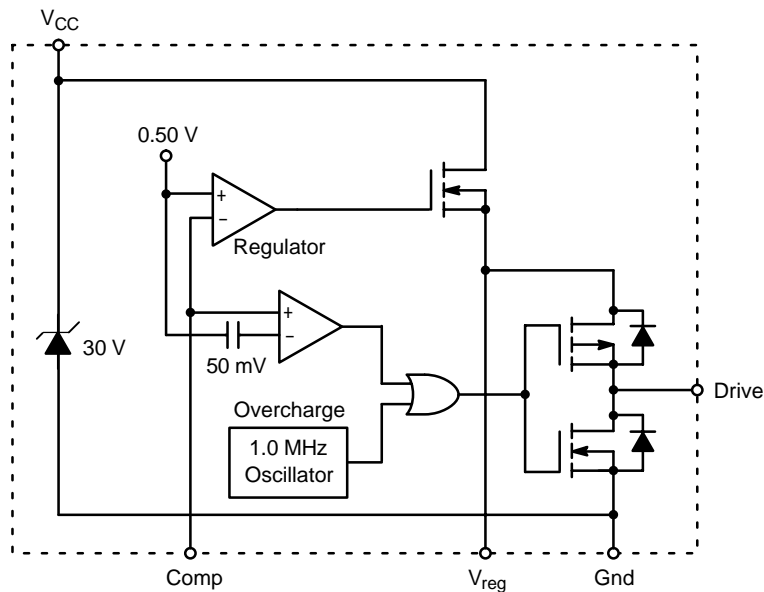 VCC
0.50 V
+
−
Regulator
+
−
50 mV
30 V
Overcharge
1.0 MHz
Oscillator
Drive
Comp
Vreg
Gnd